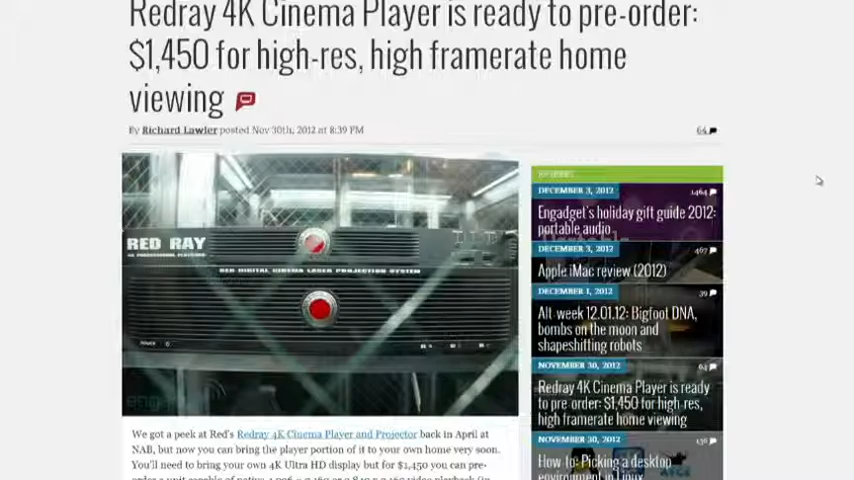 Redray 4K Cinema Player is ready to pre-order:
$1,450 for high-res, high framerate home
viewing
By Richard Lawler posted Nov 30th, 2012 at 8:39 PM
64
RED RAY
RED DIGITAL CINEMA LASER PROJECTION SYSTEM
POWER
We got a peek at Red's Redray 4K Cinema Player and Projector back in April at
NAB, but now you can bring the player portion of it to your own home very soon.
You'll need to bring your own 4K Ultra HD display but for $1,450 you can pre-
DECEMBER 3, 2012
1464
Engadget's holiday gift guide 2012:
portable audio
DECEMBER 3, 2012
467
Apple iMac review (2012)
DECEMBER 1, 2012
39
Alt-week 12.01.12: Bigfoot DNA,
bombs on the moon and
shapeshifting robots
NOVEMBER 30, 2012
64
Redray 4K Cinema Player is ready
to pre-order: $1,450 for high-res,
high framerate home viewing
NOVEMBER 30, 2012
138
How-to: Picking a desktop
environment in Linux